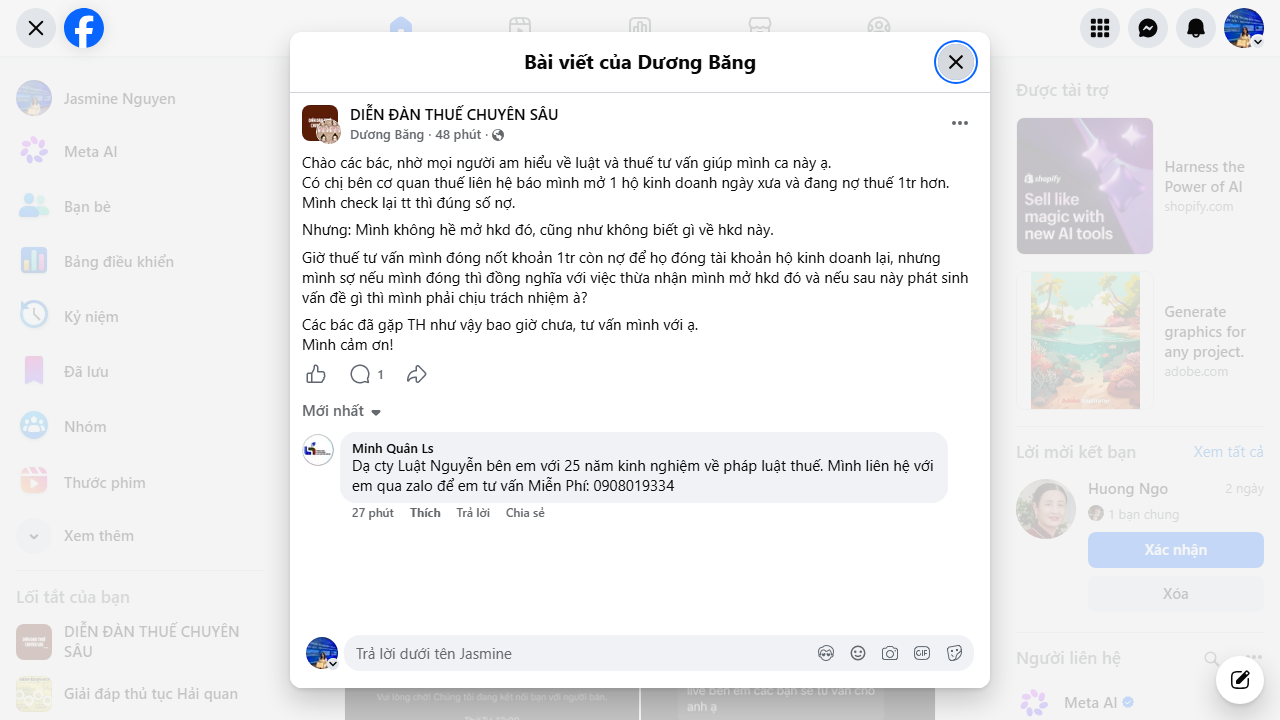 Bài viết của Dương Băng
Jasmine Nguyen
Meta AI
Bạn bè
Bảng điều khiển
Kỷ niệm
Đã lưu
Nhóm
Thước phim
Xem thêm
Lối tắt của bạn
DIỄN ĐÀN THUẾ CHUYÊN SÂU
Giải đáp thủ tục Hải quan
DIỄN ĐÀN THUẾ CHUYÊN SÂU
Dương Băng · 48 phút ·
Chào các bác, nhờ mọi người am hiểu về luật và thuế tư vấn giúp mình ca này ạ.
Có chị bên cơ quan thuế liên hệ báo mình mở 1 hộ kinh doanh ngày xưa và đang nợ thuế 1tr hơn.
Mình check lại tt thì đúng số nợ.
Nhưng: Mình không hề mở hkd đó, cũng như không biết gì về hkd này.
Giờ thuế tư vấn mình đóng nốt khoản 1tr còn nợ để họ đóng tài khoản hộ kinh doanh lại, nhưng
mình sợ nếu mình đóng thì đồng nghĩa với việc thừa nhận mình mở hkd đó và nếu sau này phát sinh
vấn đề gì thì mình phải chịu trách nhiệm à?
Các bác đã gặp TH như vậy bao giờ chưa, tư vấn mình với ạ.
Mình cảm ơn!
1
Mới nhất
Minh Quân Ls
Dạ cty Luật Nguyễn bên em với 25 năm kinh nghiệm về pháp luật thuế. Mình liên hệ với
em qua zalo để em tư vấn Miễn Phí: 0908019334
27 phút Thích Trả lời Chia sẻ
Trả lời dưới tên Jasmine
GIF
live bên em các bạn sẽ tư vấn cho
anh ạ
Được tài trợ
shopify
Sell like
magic with
new AI tools
Harness the
Power of AI
shopify.com
Generate
graphics for
any project.
adobe.com
Lời mời kết bạn Xem tất cả
Huong Ngo 2 ngày
1 bạn chung
Xác nhận
Xóa
Người liên hệ
Meta AI